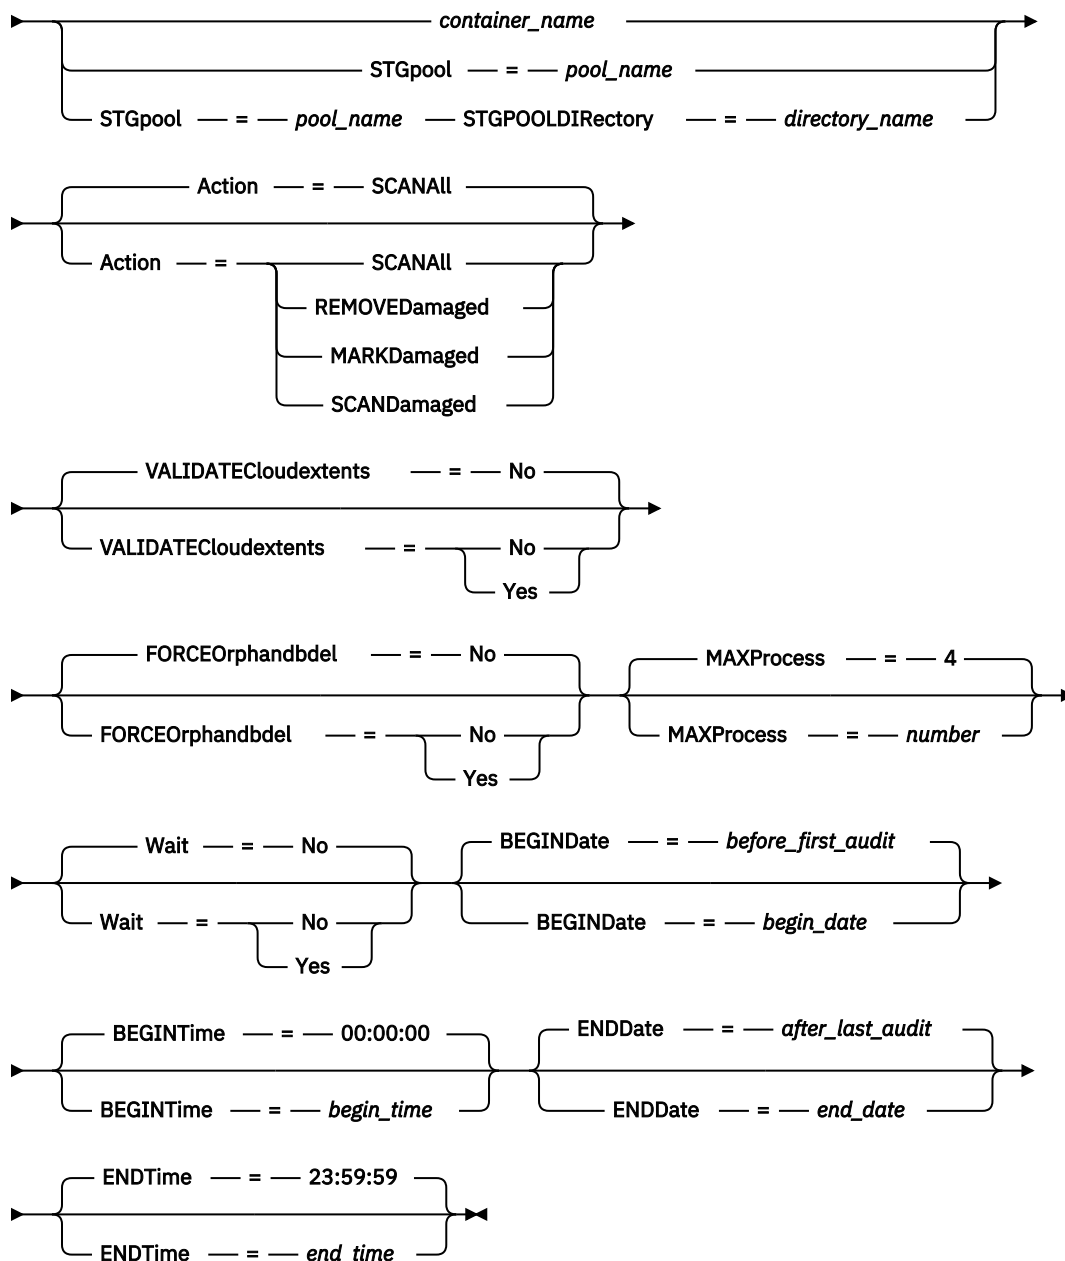 container_name
STGpool = pool_name
STGpool = pool_name STGPOOLDIRectory = directory_name
Action = SCANAll
Action = SCANAll
REMOVEDamaged
MARKDamaged
SCANDamaged
VALIDATECloudextents = No
VALIDATECloudextents = No
Yes
FORCEOrphandbdel = No MAXProcess = 4
FORCEOrphandbdel = No MAXProcess = number
Yes
Wait = No BEGINDate = before_first_audit
Wait = No BEGINDate = begin_date
Yes
BEGINTime = 00:00:00 ENDDate = after_last_audit
BEGINTime = begin_time ENDDate = end_date
ENDTime = 23:59:59
ENDTime = end_time